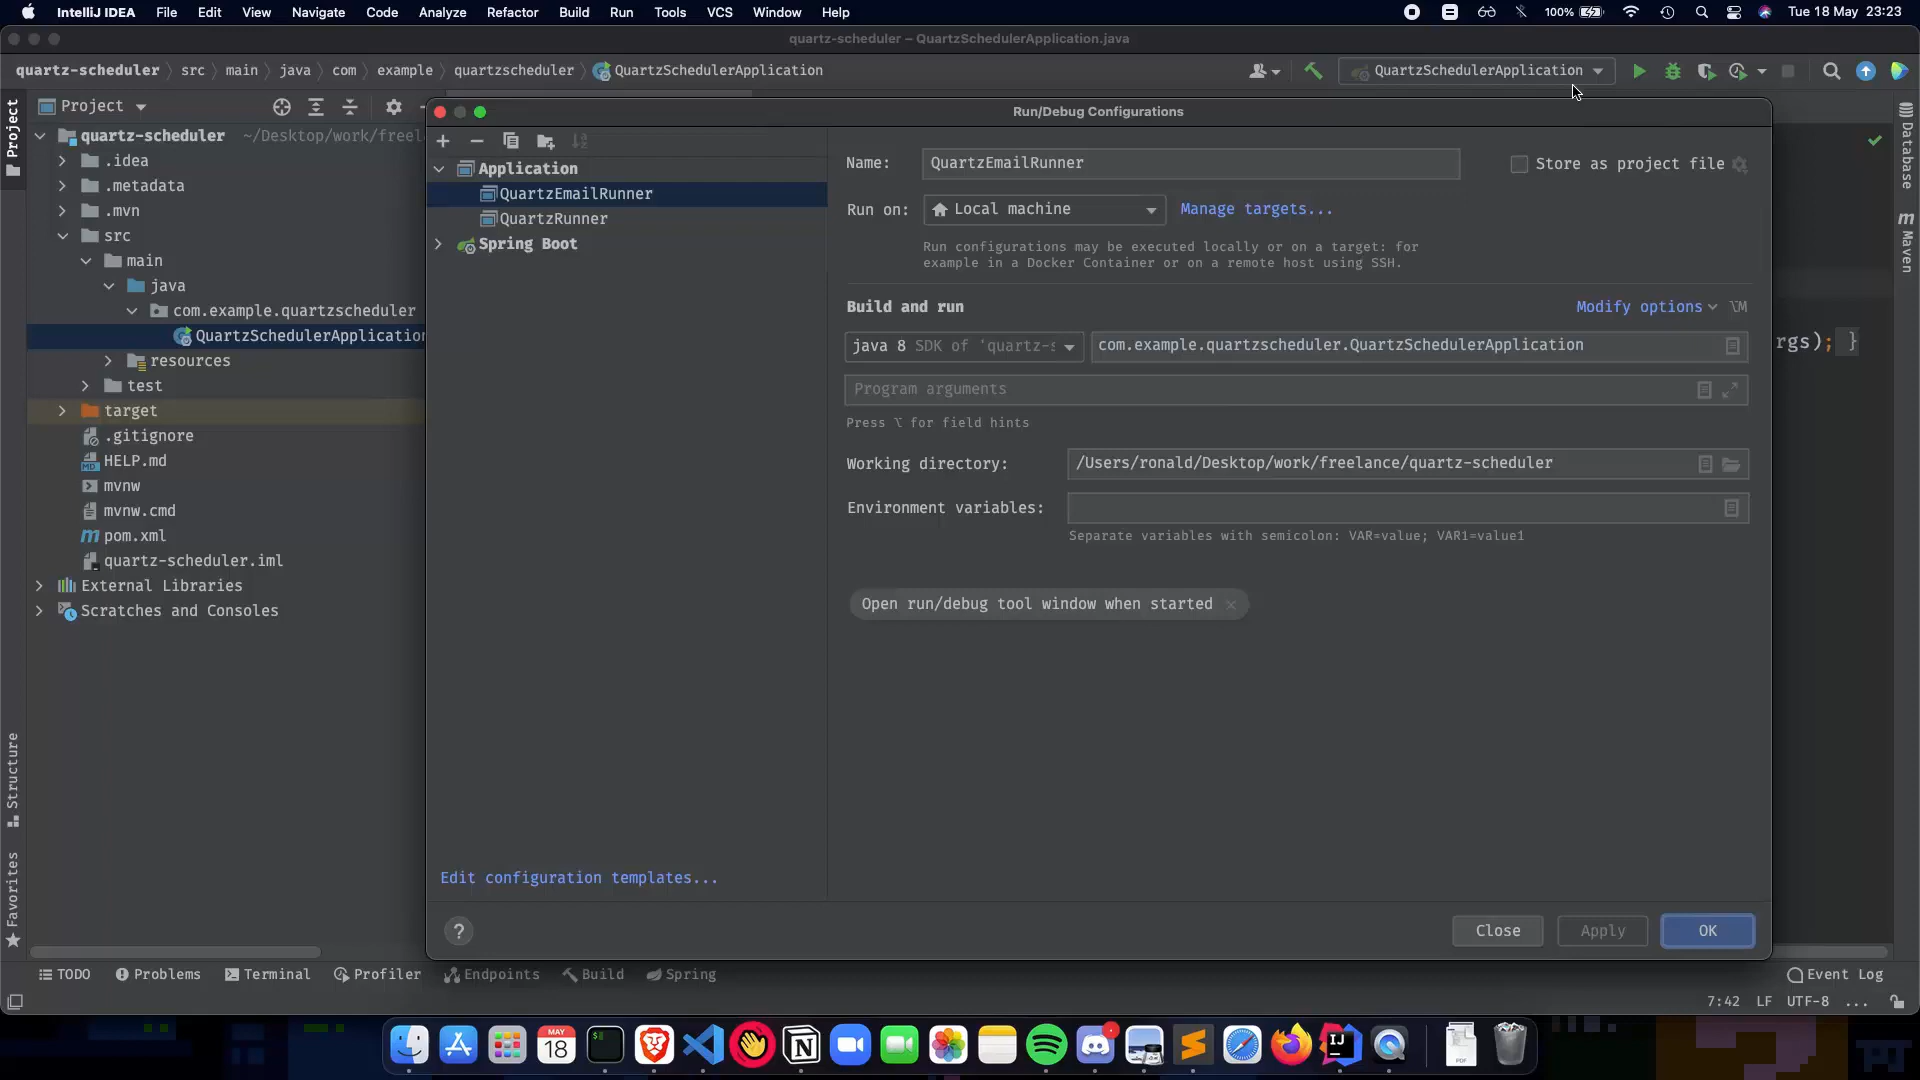 IntelliJ IDEA File Edit View Navigate Code Analyze Refactor Build Run Tools VCS Window Help 100% Tue 18 May 23:23
quartz-scheduler – QuartzSchedulerApplication.java
quartz-scheduler src main java com example quartzscheduler QuartzSchedulerApplication QuartzSchedulerApplication
Project
Project
quartz-scheduler ~/Desktop/work/freel
.idea
.metadata
.mvn
src
main
java
com.example.quartzscheduler
QuartzSchedulerApplication
resources
test
target
.gitignore
HELP.md
mvnw
mvnw.cmd
pom.xml
quartz-scheduler.iml
External Libraries
Scratches and Consoles
Structure
Favorites
Run/Debug Configurations
Application
QuartzEmailRunner
QuartzRunner
Spring Boot
Edit configuration templates...
?
Name: QuartzEmailRunner Store as project file
Run on: Local machine Manage targets...
Run configurations may be executed locally or on a target: for
example in a Docker Container or on a remote host using SSH.
Build and run Modify options ⌥M
java 8 SDK of 'quartz-s com.example.quartzscheduler.QuartzSchedulerApplication
Program arguments
Press ⌥ for field hints
Working directory: /Users/ronald/Desktop/work/freelance/quartz-scheduler
Environment variables:
Separate variables with semicolon: VAR=value; VAR1=value1
Open run/debug tool window when started
Close Apply OK
rgs); }
Database
Maven
TODO Problems Terminal Profiler Endpoints Build Spring Event Log
7:42 LF UTF-8 ...
MAY
18
IJ
PDF